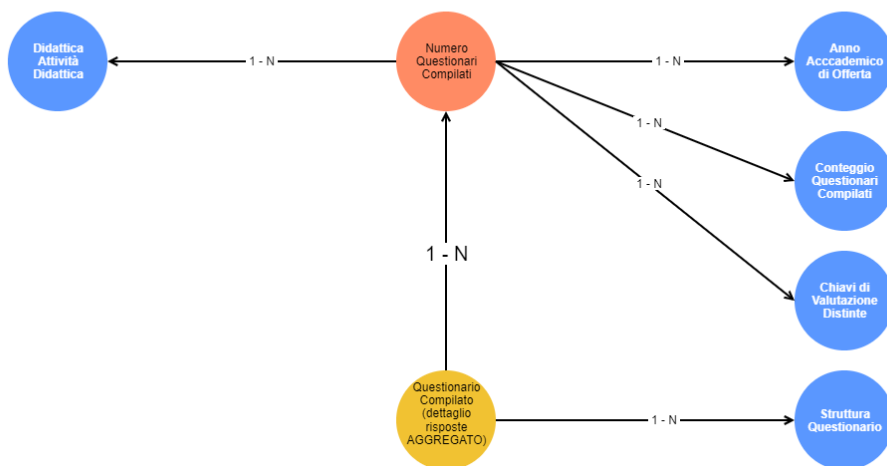 Didattica
Attività
Didattica
1 - N
Numero
Questionari
Compilati
1 - N
Anno
Acccademico
di Offerta
1 - N
Conteggio
Questionari
Compilati
1 - N
Chiavi di
Valutazione
Distinte
1 - N
Questionario
Compilato
(dettaglio
risposte
AGGREGATO)
1 - N
Struttura
Questionario